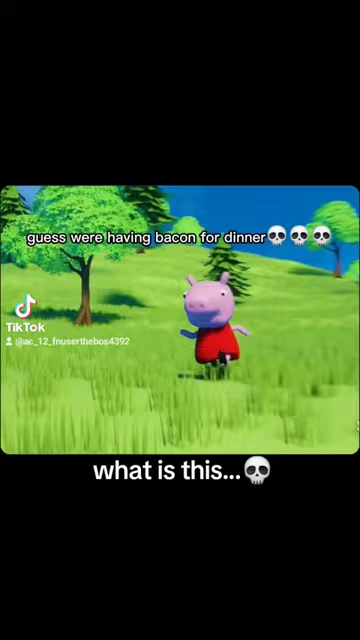 guess were having bacon for dinner💀💀💀
TikTok
@ac_12_fnuserthebos4392
what is this...💀